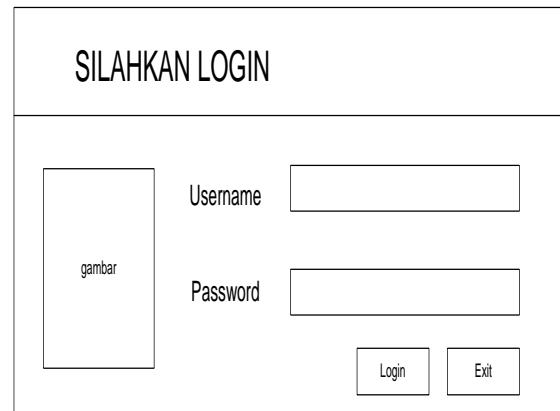 SILAHKAN LOGIN
Username
gambar
Password
Login
Exit